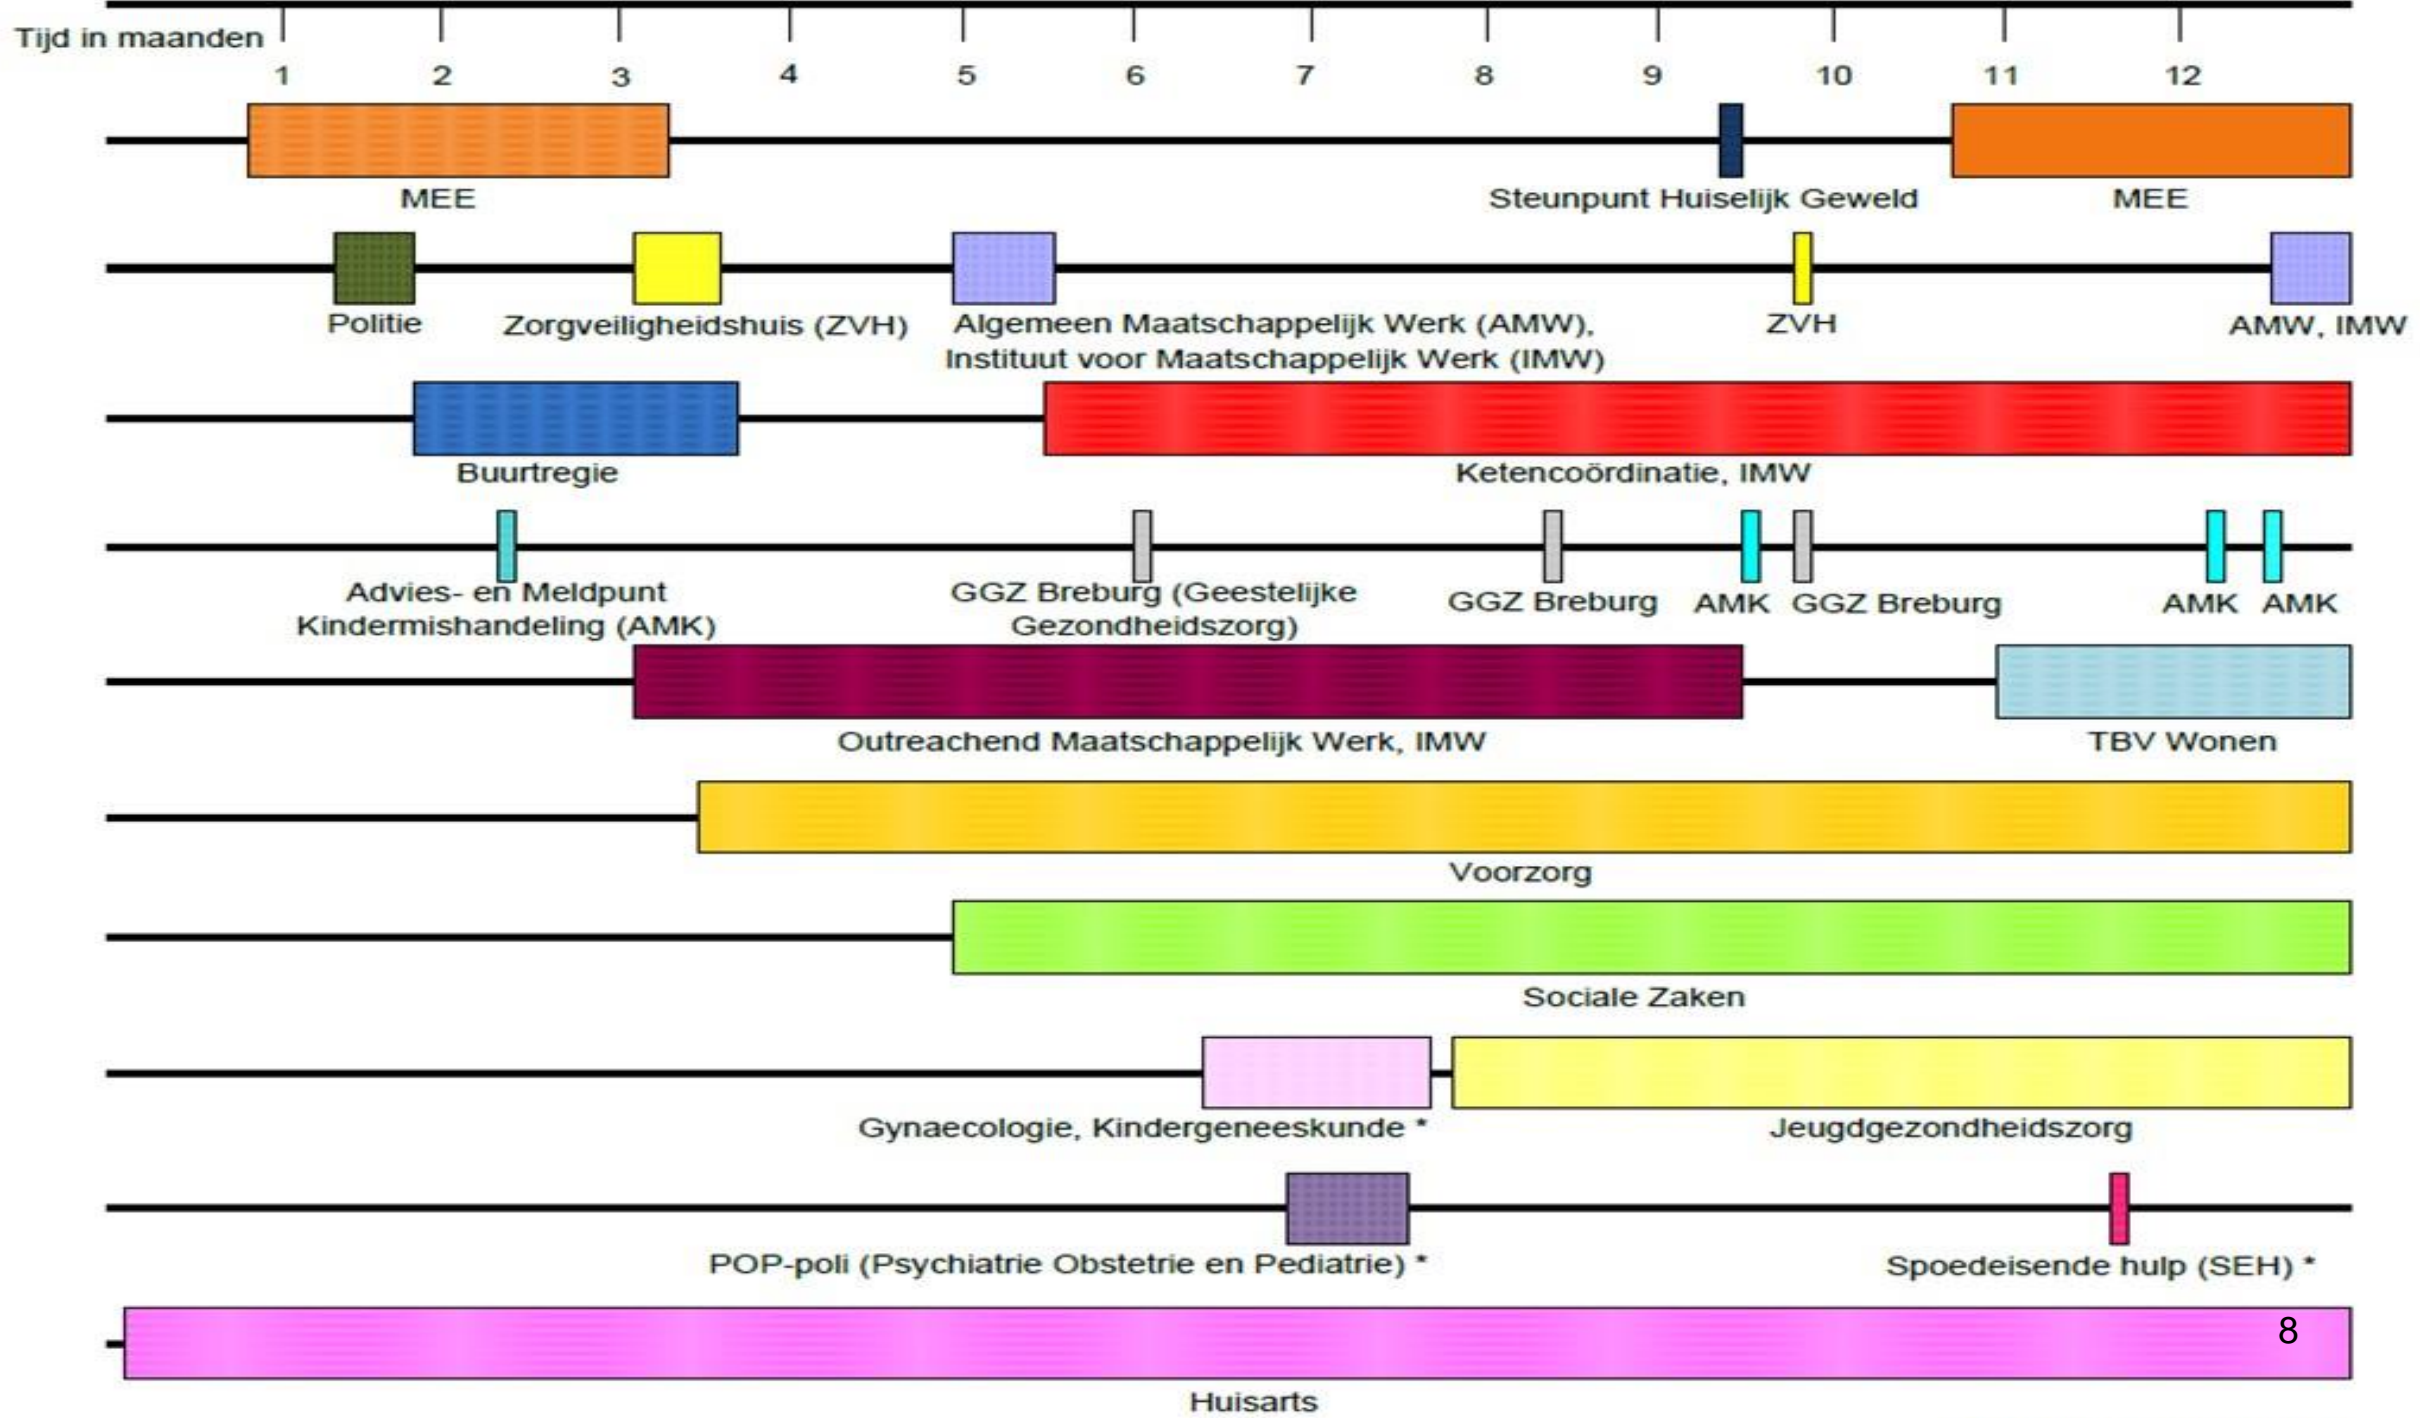 Tijd in maanden
1 2 3 4 5 6 7 8 9 10 11 12
MEE
Steunpunt Huiselijk Geweld
MEE
Politie
Zorgveiligheidshuis (ZVH)
Algemeen Maatschappelijk Werk (AMW),
Instituut voor Maatschappelijk Werk (IMW)
ZVH
AMW, IMW
Buurtregie
Ketencoördinatie, IMW
Advies- en Meldpunt
Kindermishandeling (AMK)
GGZ Breburg (Geestelijke
Gezondheidszorg)
GGZ Breburg
AMK
GGZ Breburg
AMK
AMK
Outreachend Maatschappelijk Werk, IMW
TBV Wonen
Voorzorg
Sociale Zaken
Gynaecologie, Kindergeneeskunde *
Jeugdgezondheidszorg
POP-poli (Psychiatrie Obstetrie en Pediatrie) *
Spoedeisende hulp (SEH) *
8
Huisarts